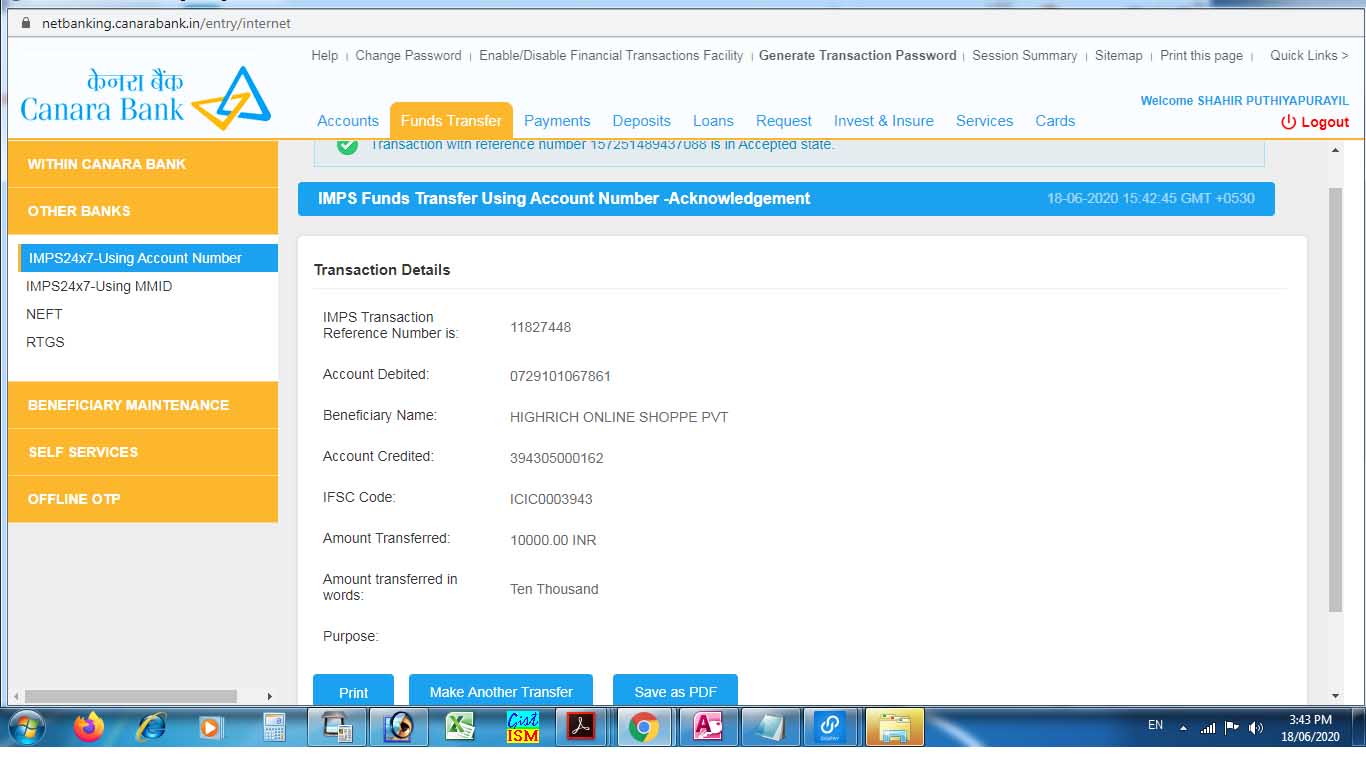 netbanking.canarabank.in/entry/internet
Help | Change Password | Enable/Disable Financial Transactions Facility | Generate Transaction Password | Session Summary | Sitemap | Print this page | Quick Links >
केनरा बैंक
Canara Bank
Welcome SHAHIR PUTHIYAPURAYIL
Accounts Funds Transfer Payments Deposits Loans Request Invest & Insure Services Cards
Logout
WITHIN CANARA BANK
OTHER BANKS
IMPS24x7-Using Account Number
IMPS24x7-Using MMID
NEFT
RTGS
BENEFICIARY MAINTENANCE
SELF SERVICES
OFFLINE OTP
Transaction with reference number 157251489437088 is in Accepted state.
IMPS Funds Transfer Using Account Number -Acknowledgement 18-06-2020 15:42:45 GMT +0530
Transaction Details
IMPS Transaction
Reference Number is: 11827448
Account Debited: 0729101067861
Beneficiary Name: HIGHRICH ONLINE SHOPPE PVT
Account Credited: 394305000162
IFSC Code: ICIC0003943
Amount Transferred: 10000.00 INR
Amount transferred in
words: Ten Thousand
Purpose:
Print Make Another Transfer Save as PDF
Gist
ISM
EN
3:43 PM
18/06/2020